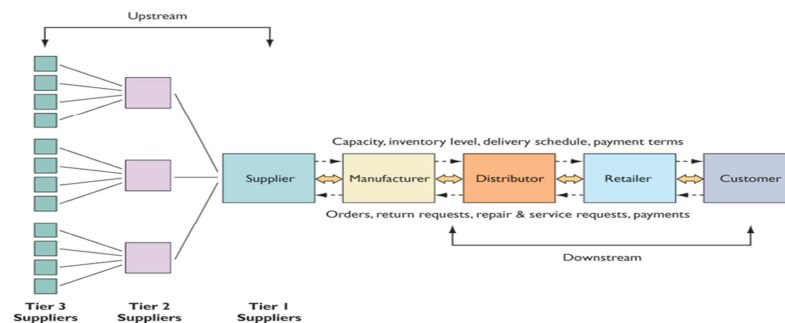 Upstream
Capacity, inventory level, delivery schedule, payment terms
Supplier
Manufacturer
Distributor
Retailer
Customer
Orders, return requests, repair & service requests, payments
Downstream
Tier 3
Suppliers
Tier 2
Suppliers
Tier 1
Suppliers